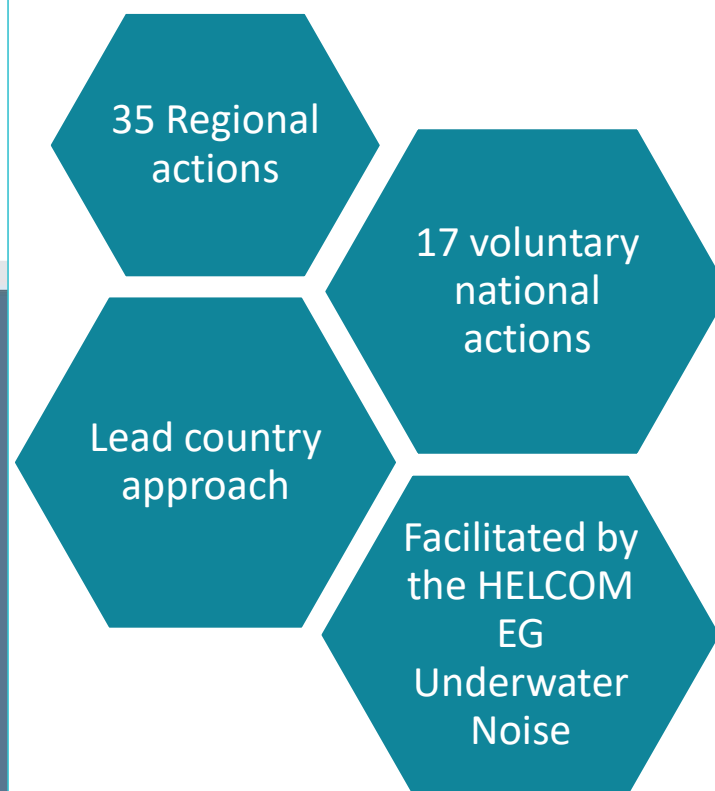 35 Regional
actions
17 voluntary
national
actions
Lead country
approach
Facilitated by
the HELCOM
EG
Underwater
Noise